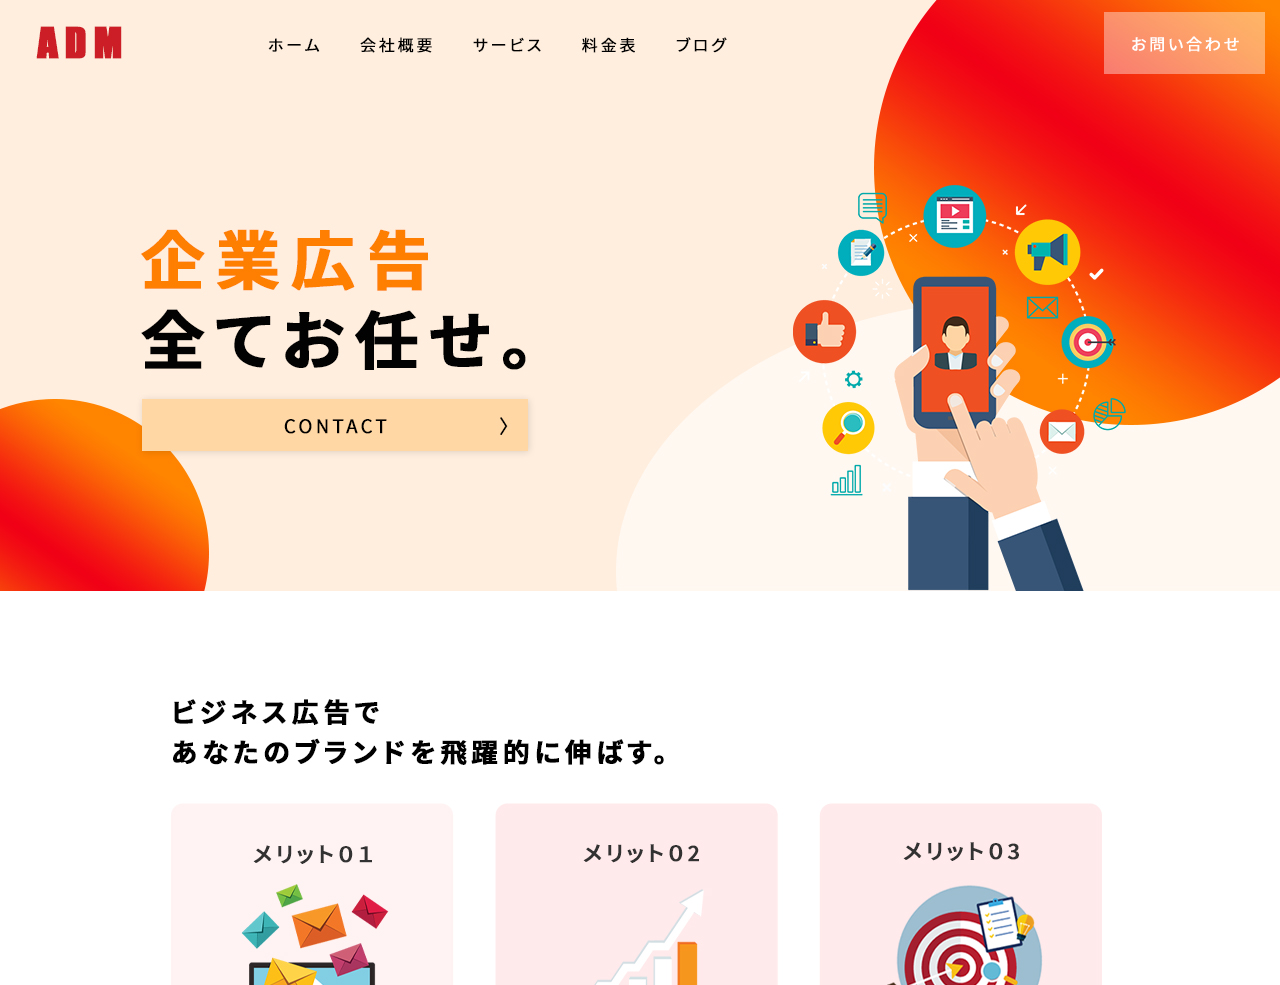 ADM
ホーム 会社概要 サービス 料金表 ブログ お問い合わせ
企業広告
全てお任せ。
CONTACT
ビジネス広告で
あなたのブランドを飛躍的に伸ばす。
メリット01
メリット02
メリット03